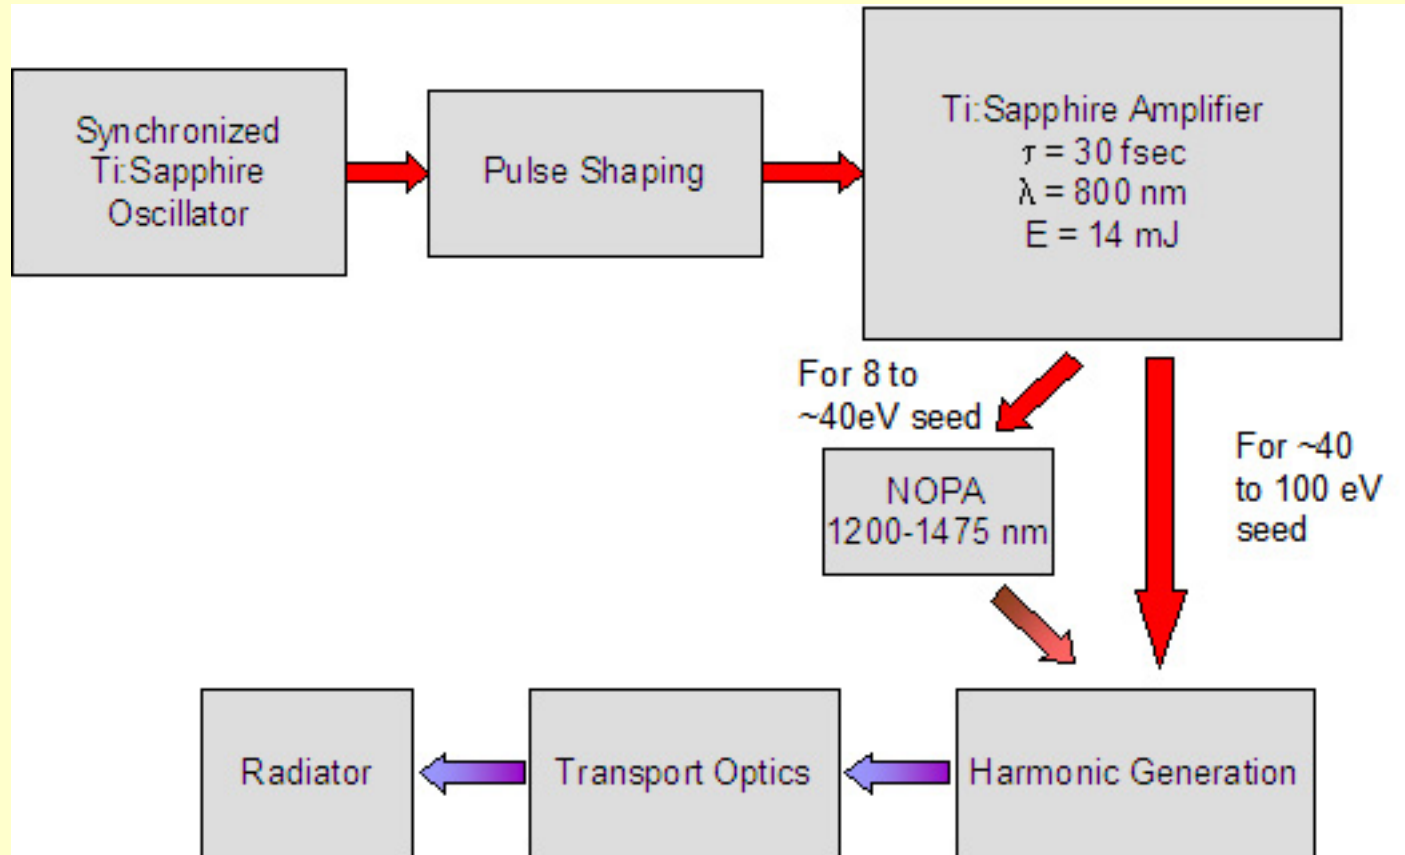 Synchronized
Ti:Sapphire
Oscillator
Pulse Shaping
Ti:Sapphire Amplifier
τ = 30 fsec
λ = 800 nm
E = 14 mJ
For 8 to
~40eV seed
For ~40
to 100 eV
seed
NOPA
1200-1475 nm
Radiator
Transport Optics
Harmonic Generation